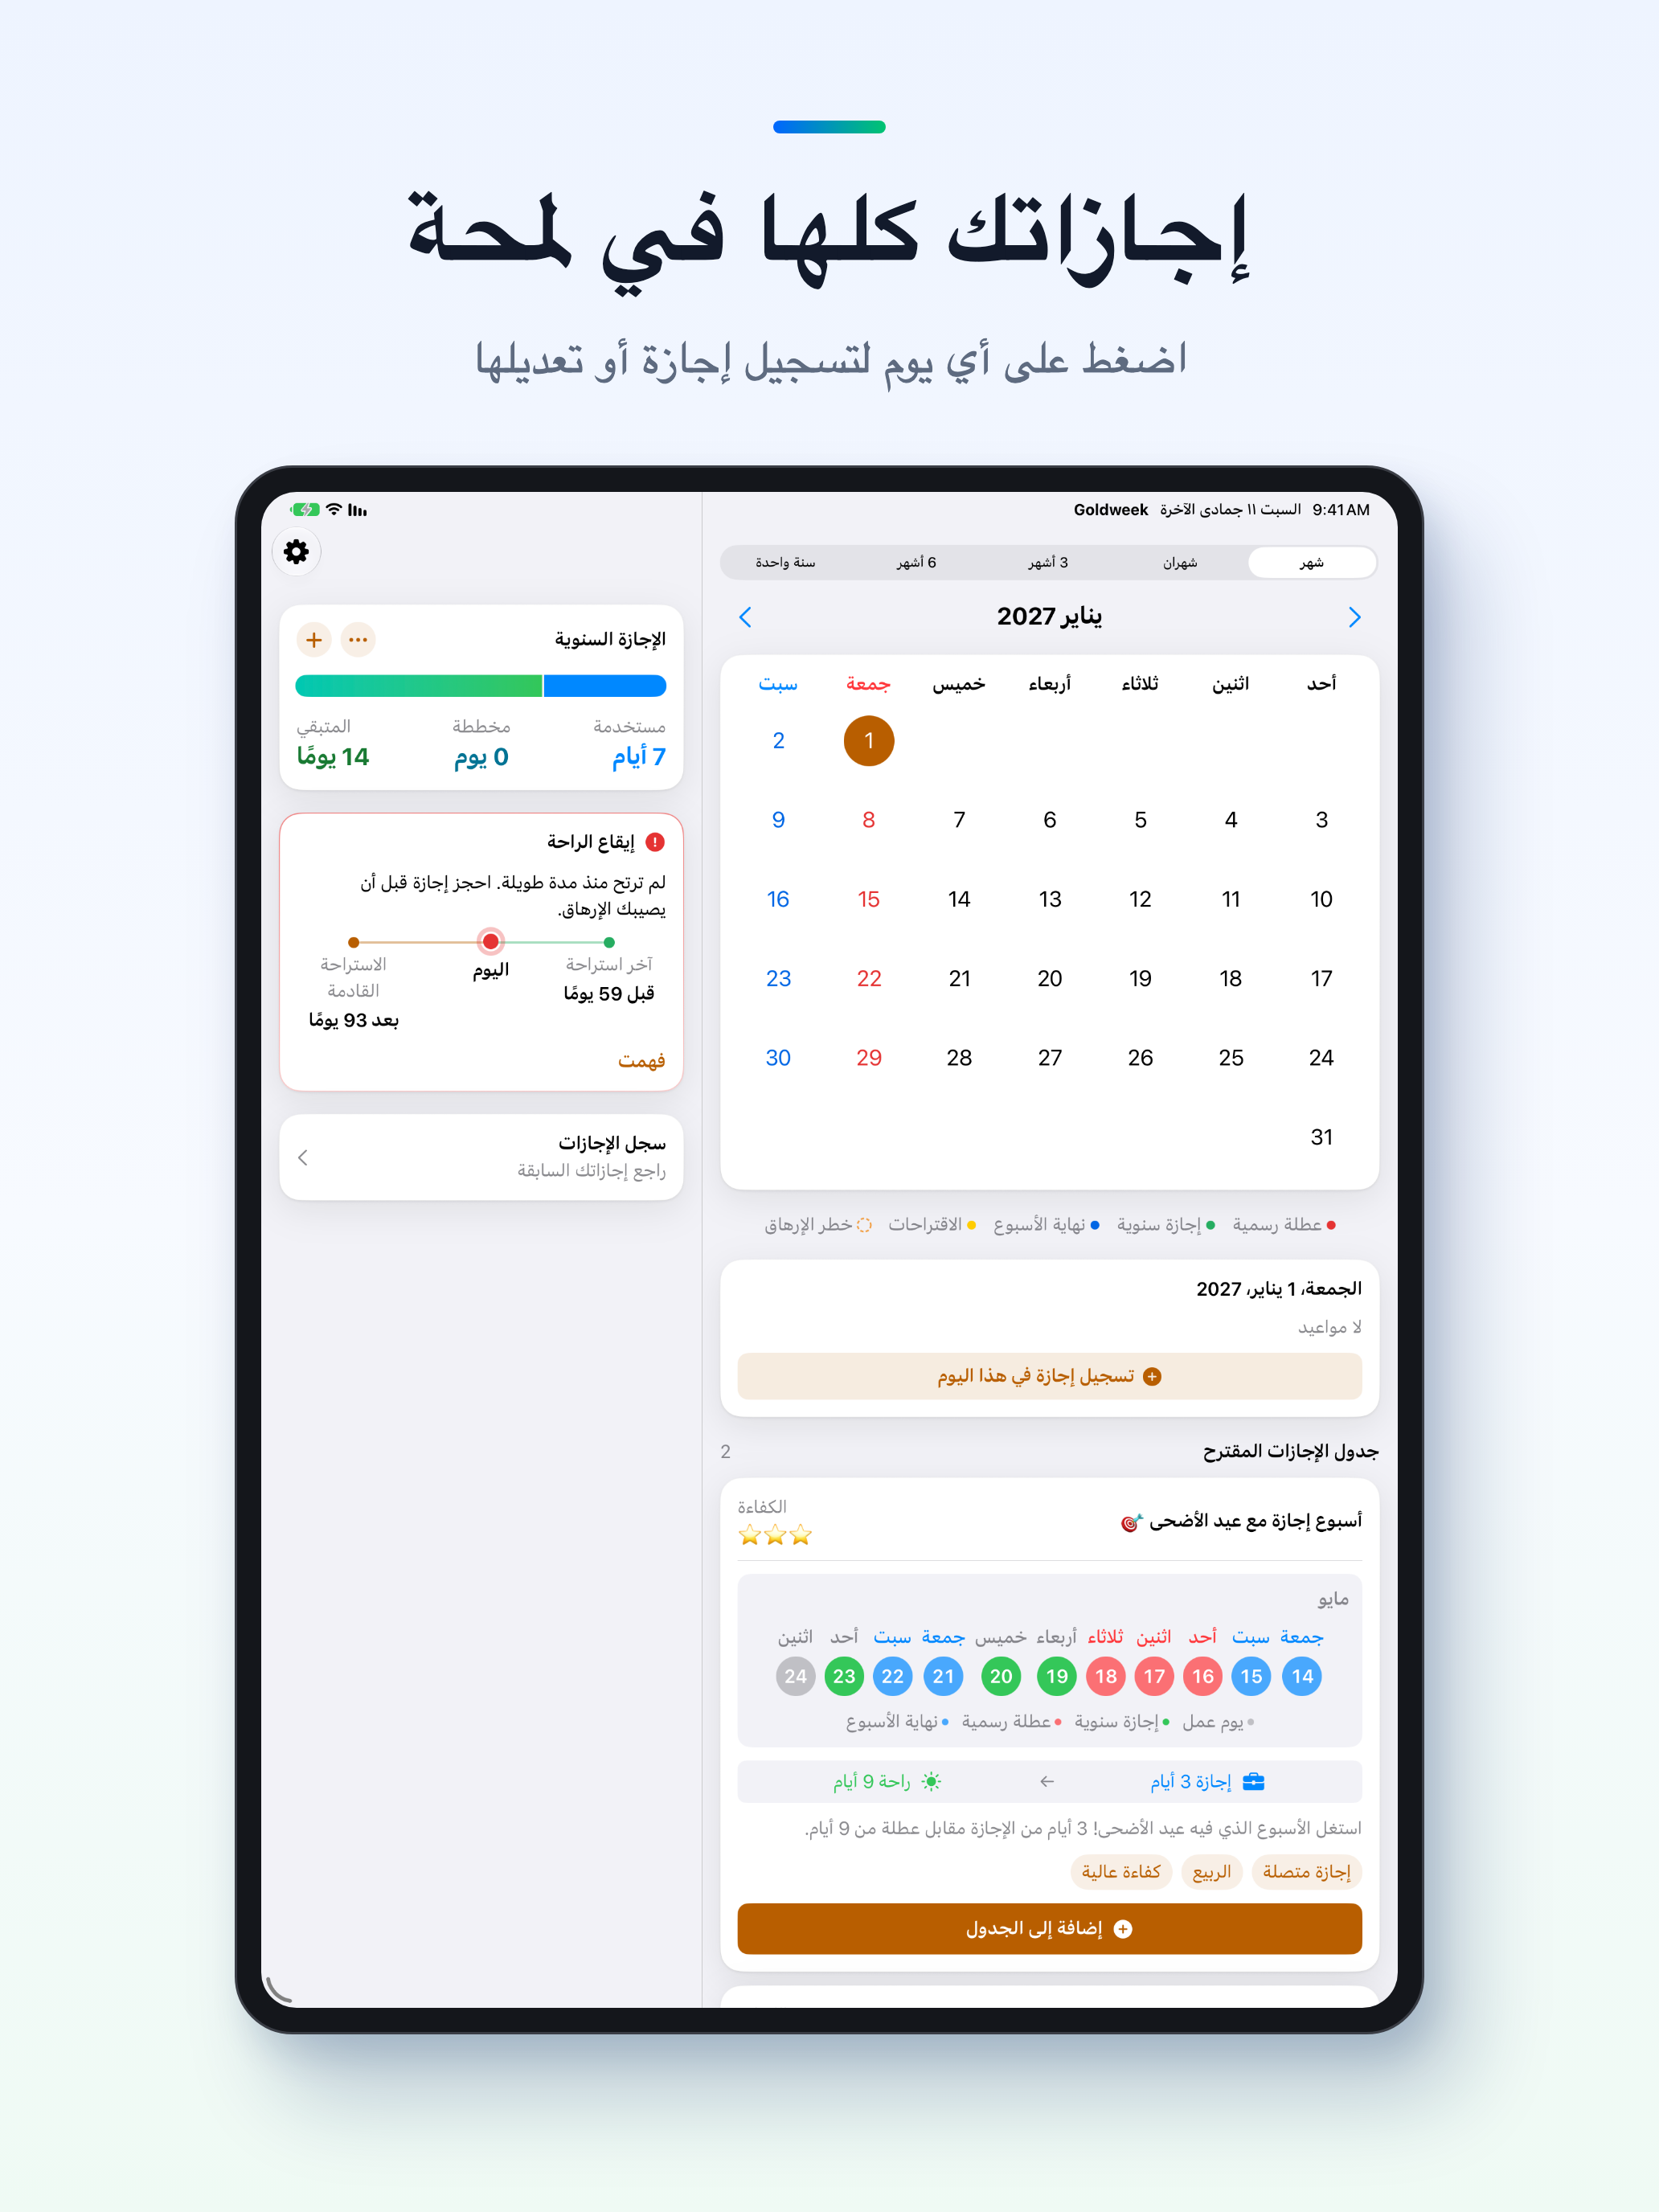 إجازاتك كلها في لمحة
اضغط على أي يوم لتسجيل إجازة أو تعديلها
9:41 AM السبت ١١ جمادى الآخرة Goldweek
شهر شهران 3 أشهر 6 أشهر سنة واحدة
يناير 2027
أحد اثنين ثلاثاء أربعاء خميس جمعة سبت
1 2
3 4 5 6 7 8 9
10 11 12 13 14 15 16
17 18 19 20 21 22 23
24 25 26 27 28 29 30
31
عطلة رسمية إجازة سنوية نهاية الأسبوع الاقتراحات خطر الإرهاق
الجمعة، 1 يناير، 2027
لا مواعيد
تسجيل إجازة في هذا اليوم
جدول الإجازات المقترح 2
أسبوع إجازة مع عيد الأضحى 🎯 الكفاءة
⭐⭐⭐
مايو
جمعة سبت أحد اثنين ثلاثاء أربعاء خميس جمعة سبت أحد اثنين
14 15 16 17 18 19 20 21 22 23 24
يوم عمل إجازة سنوية عطلة رسمية نهاية الأسبوع
إجازة 3 أيام ← راحة 9 أيام
استغل الأسبوع الذي فيه عيد الأضحى! 3 أيام من الإجازة مقابل عطلة من 9 أيام.
إجازة متصلة الربيع كفاءة عالية
إضافة إلى الجدول
الإجازة السنوية
مستخدمة مخططة المتبقي
7 أيام 0 يوم 14 يومًا
إيقاع الراحة
لم ترتح منذ مدة طويلة. احجز إجازة قبل أن
يصيبك الإرهاق.
آخر استراحة
قبل 59 يومًا
اليوم
الاستراحة
القادمة
بعد 93 يومًا
فهمت
سجل الإجازات
راجع إجازاتك السابقة